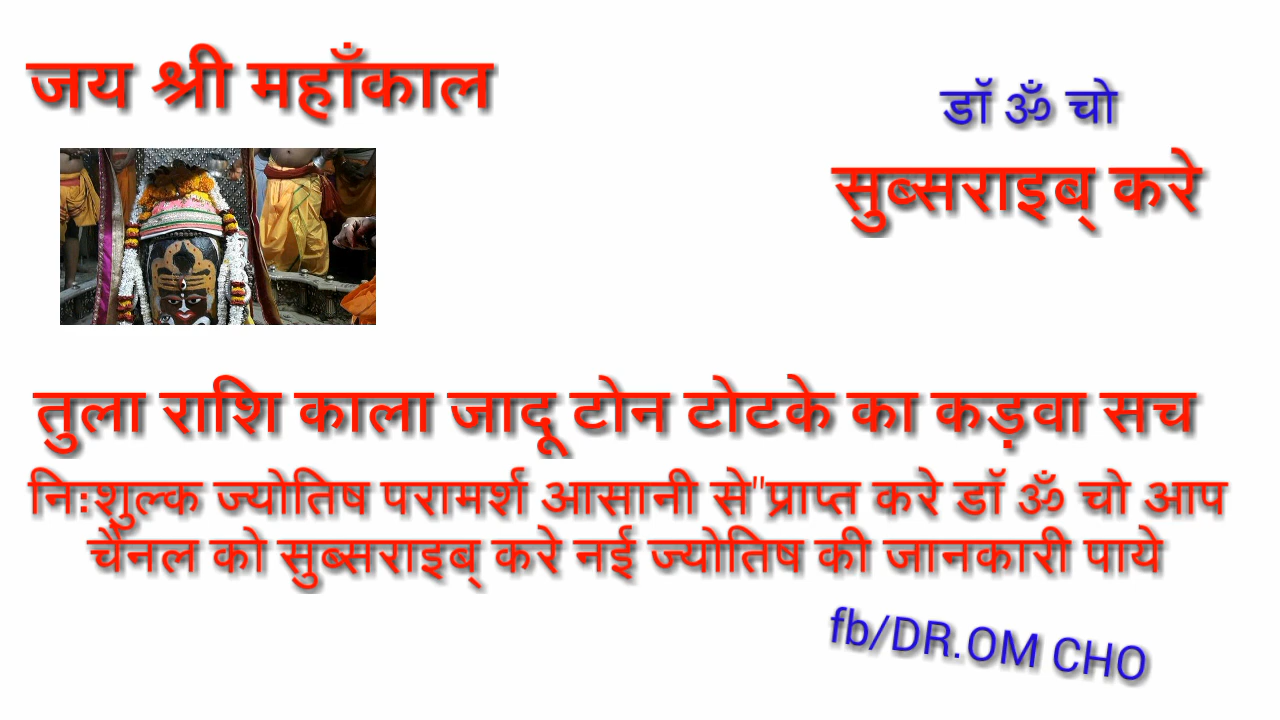 जय श्री महाँकाल
डॉ ॐ चो
सुब्सराइब् करे
तुला राशि काला जादू टोन टोटके का कड़वा सच
निःशुल्क ज्योतिष परामर्श आसानी से"प्राप्त करे डॉ ॐ चो आप
चैनल को सुब्सराइब् करे नई ज्योतिष की जानकारी पाये
fb/DR.OM CHO